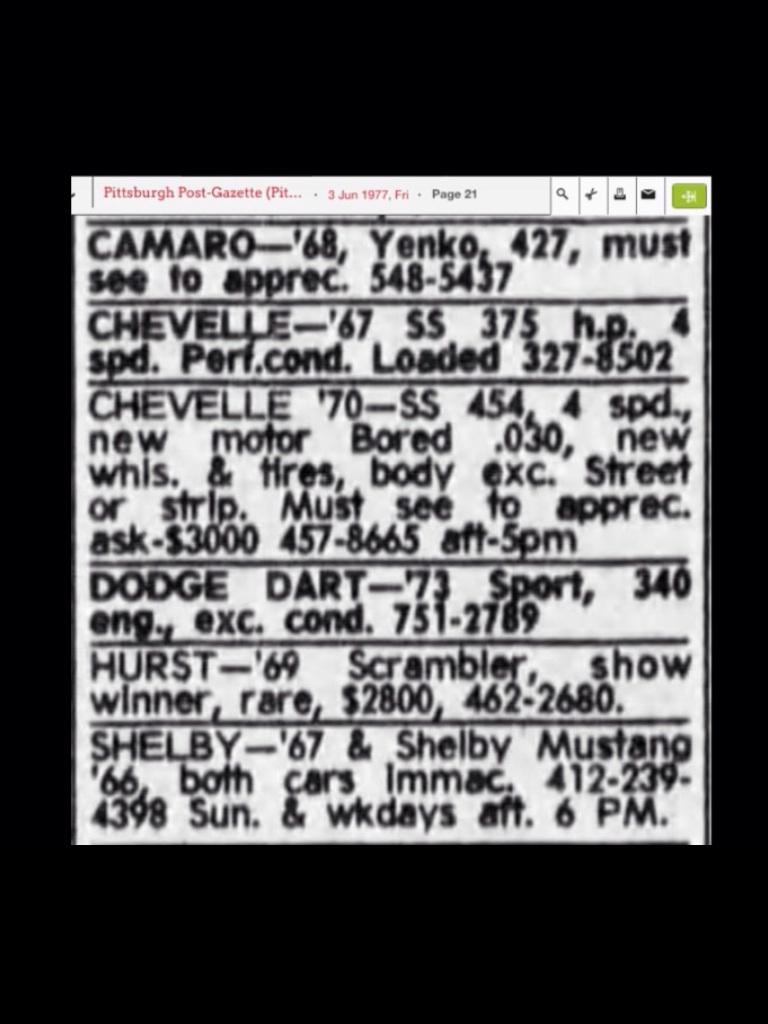 Pittsburgh Post-Gazette (Pit... · 3 Jun 1977, Fri · Page 21
CAMARO—'68, Yenko, 427, must
see to apprec. 548-5437
CHEVELLE—'67 SS 375 h.p. 4
spd. Perf.cond. Loaded 327-8502
CHEVELLE '70—SS 454, 4 spd.,
new motor Bored .030, new
whls. & tires, body exc. Street
or strip. Must see to apprec.
ask-$3000 457-8665 aft-5pm
DODGE DART—'73 Sport, 340
eng., exc. cond. 751-2789
HURST—'69 Scrambler, show
winner, rare, $2800, 462-2680.
SHELBY—'67 & Shelby Mustang
'66, both cars immac. 412-239-
4398 Sun. & wkdays aft. 6 PM.